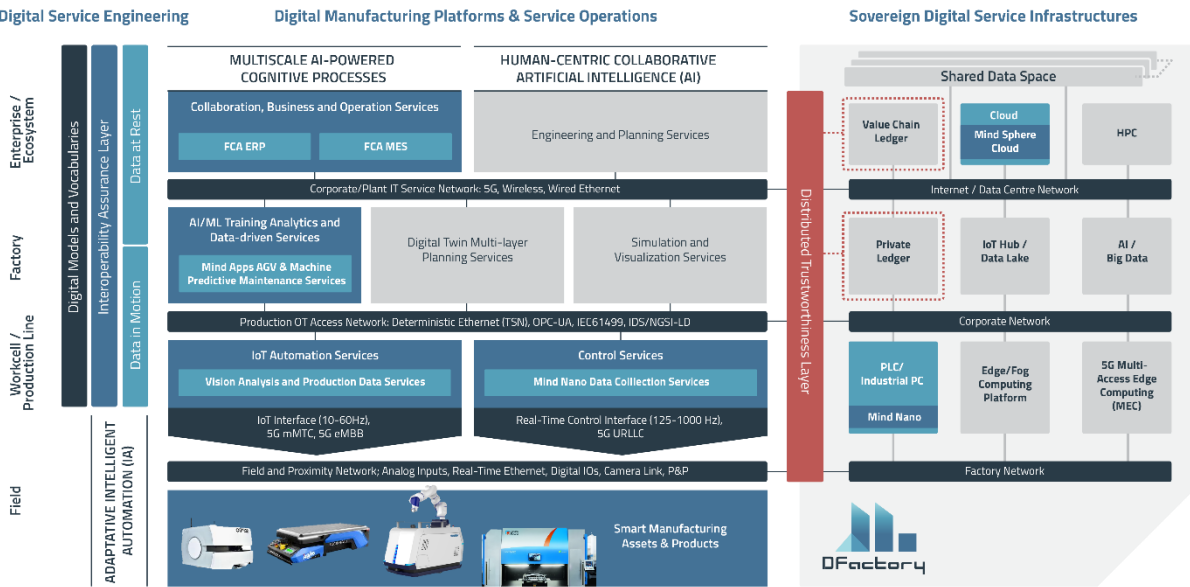 Digital Service Engineering
Digital Manufacturing Platforms & Service Operations
Sovereign Digital Service Infrastructures
Enterprise /
Ecosystem
Factory
Workcell /
Production Line
Field
Digital Models and Vocabularies
Interoperability Assurance Layer
Data at Rest
Data in Motion
ADAPTATIVE INTELLIGENT
AUTOMATION (IA)
MULTISCALE AI-POWERED
COGNITIVE PROCESSES
HUMAN-CENTRIC COLLABORATIVE
ARTIFICIAL INTELLIGENCE (AI)
Collaboration, Business and Operation Services
FCA ERP
FCA MES
Engineering and Planning Services
Corporate/Plant IT Service Network: 5G, Wireless, Wired Ethernet
AI/ML Training Analytics and
Data-driven Services
Mind Apps AGV & Machine
Predictive Maintenance Services
Digital Twin Multi-layer
Planning Services
Simulation and
Visualization Services
Production OT Access Network: Deterministic Ethernet (TSN), OPC-UA, IEC61499, IDS/NGSI-LD
IoT Automation Services
Vision Analysis and Production Data Services
Control Services
Mind Nano Data Colliection Services
IoT Interface (10-60Hz),
5G mMTC, 5G eMBB
Real-Time Control Interface (125-1000 Hz),
5G URLLC
Field and Proximity Network; Analog Inputs, Real-Time Ethernet, Digital IOs, Camera Link, P&P
Smart Manufacturing
Assets & Products
Distributed Trustworthiness Layer
Shared Data Space
Value Chain
Ledger
Cloud
Mind Sphere
Cloud
HPC
Internet / Data Centre Network
Private
Ledger
IoT Hub /
Data Lake
AI /
Big Data
Corporate Network
PLC/
Industrial PC
Mind Nano
Edge/Fog
Computing
Platform
5G Multi-
Access Edge
Computing
(MEC)
Factory Network
DFactory